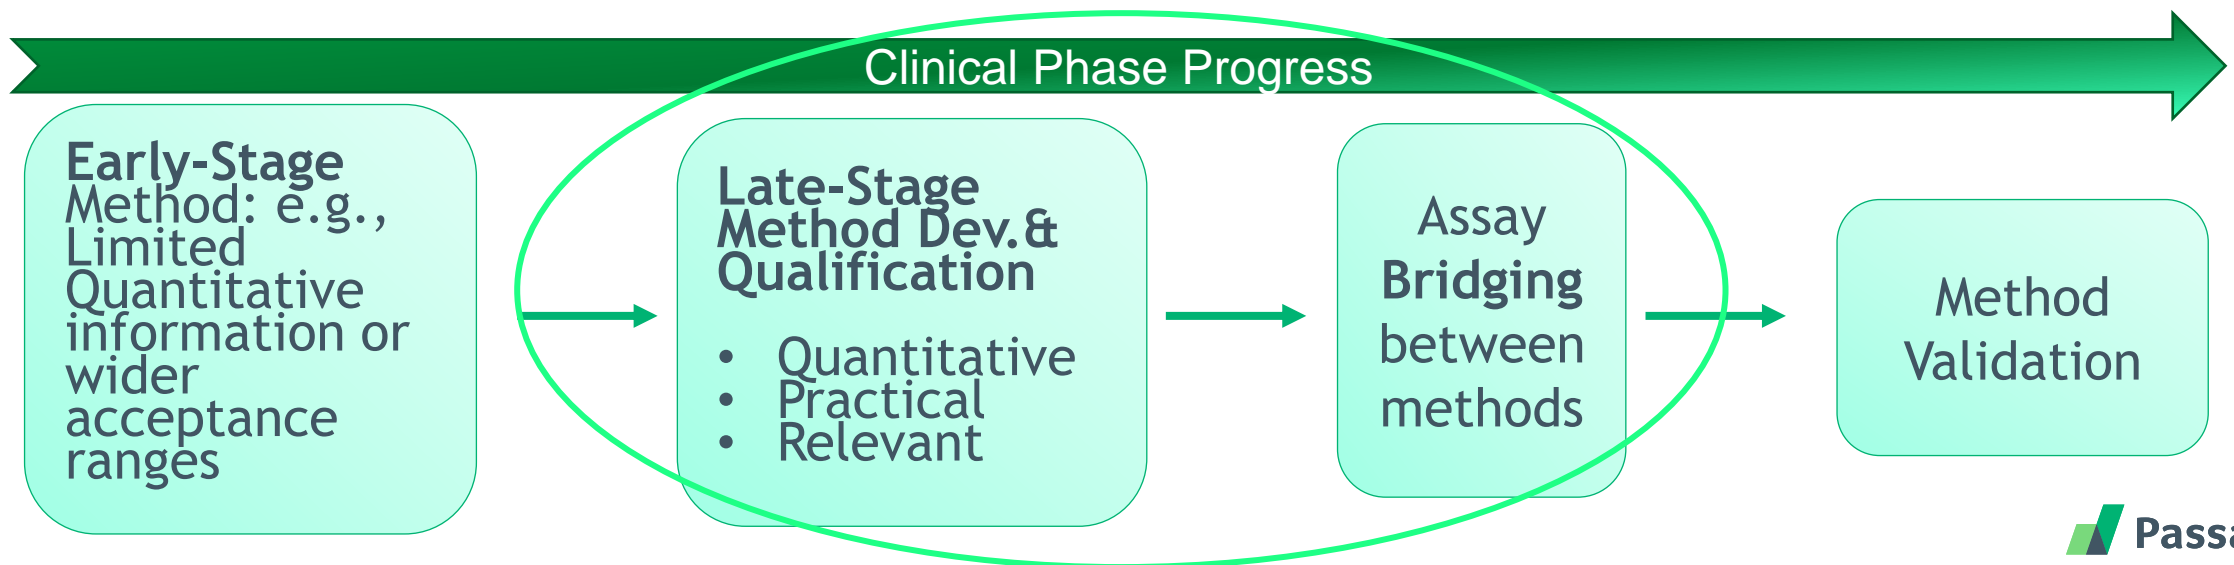 Clinical Phase Progress
Early-Stage
Method: e.g.,
Limited
Quantitative
information or
wider
acceptance
ranges
Late-Stage
Method Dev.&
Qualification
• Quantitative
• Practical
• Relevant
Assay
Bridging
between
methods
Method
Validation
Passa